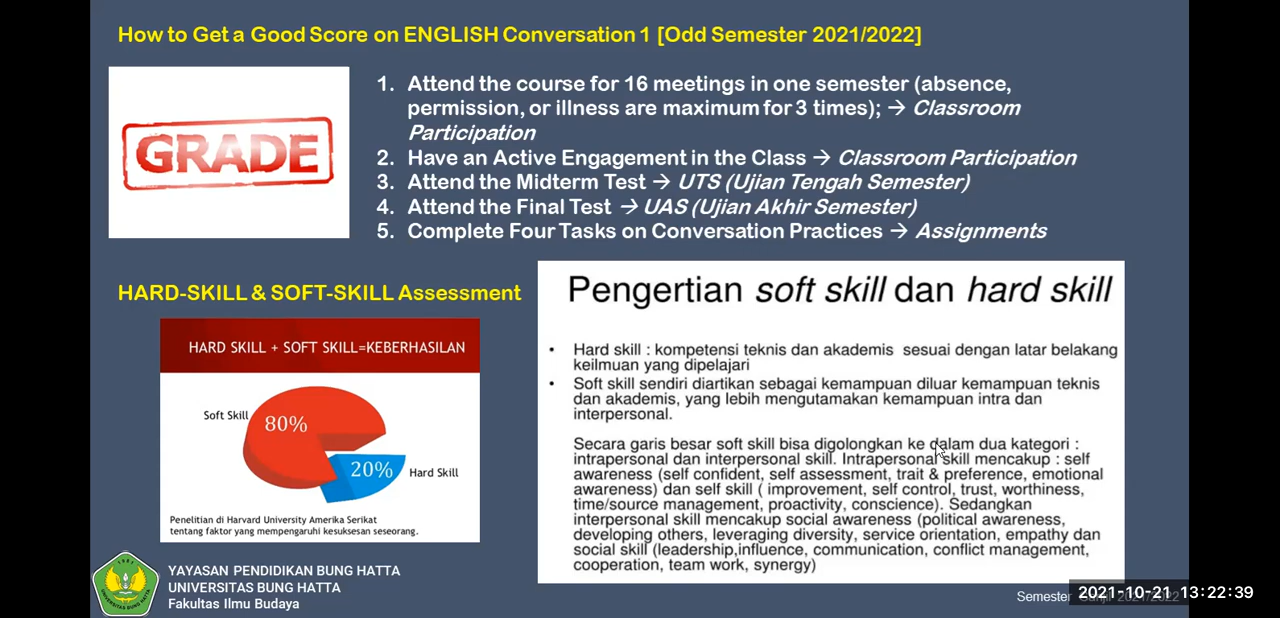 How to Get a Good Score on ENGLISH Conversation 1 [Odd Semester 2021/2022]
GRADE
1. Attend the course for 16 meetings in one semester (absence,
permission, or illness are maximum for 3 times); → Classroom
Participation
2. Have an Active Engagement in the Class → Classroom Participation
3. Attend the Midterm Test → UTS (Ujian Tengah Semester)
4. Attend the Final Test → UAS (Ujian Akhir Semester)
5. Complete Four Tasks on Conversation Practices → Assignments
HARD-SKILL & SOFT-SKILL Assessment
HARD SKILL + SOFT SKILL=KEBERHASILAN
Soft Skill
80%
20%
Hard Skill
Penelitian di Harvard University Amerika Serikat
tentang faktor yang mempengaruhi kesuksesan seseorang.
Pengertian soft skill dan hard skill
• Hard skill : kompetensi teknis dan akademis sesuai dengan latar belakang
keilmuan yang dipelajari
• Soft skill sendiri diartikan sebagai kemampuan diluar kemampuan teknis
dan akademis, yang lebih mengutamakan kemampuan intra dan
interpersonal.
Secara garis besar soft skill bisa digolongkan ke dalam dua kategori :
intrapersonal dan interpersonal skill. Intrapersonal skill mencakup : self
awareness (self confident, self assessment, trait & preference, emotional
awareness) dan self skill ( improvement, self control, trust, worthiness,
time/source management, proactivity, conscience). Sedangkan
interpersonal skill mencakup social awareness (political awareness,
developing others, leveraging diversity, service orientation, empathy dan
social skill (leadership,influence, communication, conflict management,
cooperation, team work, synergy)
YAYASAN PENDIDIKAN BUNG HATTA
UNIVERSITAS BUNG HATTA
Fakultas Ilmu Budaya
Semester
2021-10-21 13:22:39